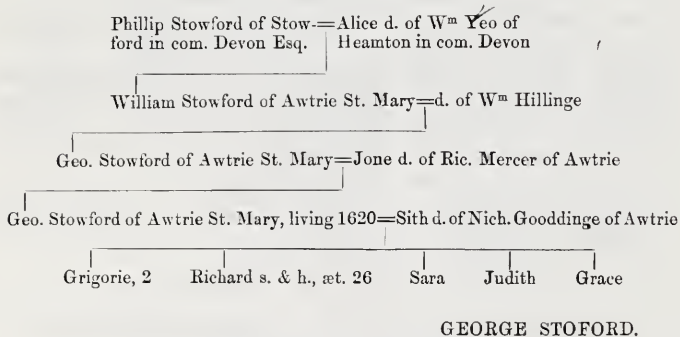 Phillip Stowford of Stow-=Alice d. of Wm Yeo of
ford in com. Devon Esq. Heamton in com. Devon
William Stowford of Awtrie St. Mary=d. of Wm Hillinge
Geo. Stowford of Awtrie St. Mary=Jone d. of Ric. Mercer of Awtrie
Geo. Stowford of Awtrie St. Mary, living 1620=Sith d. of Nich. Gooddinge of Awtrie
Grigorie, 2 Richard s. & h., æt. 26 Sara Judith Grace
GEORGE STOFORD.